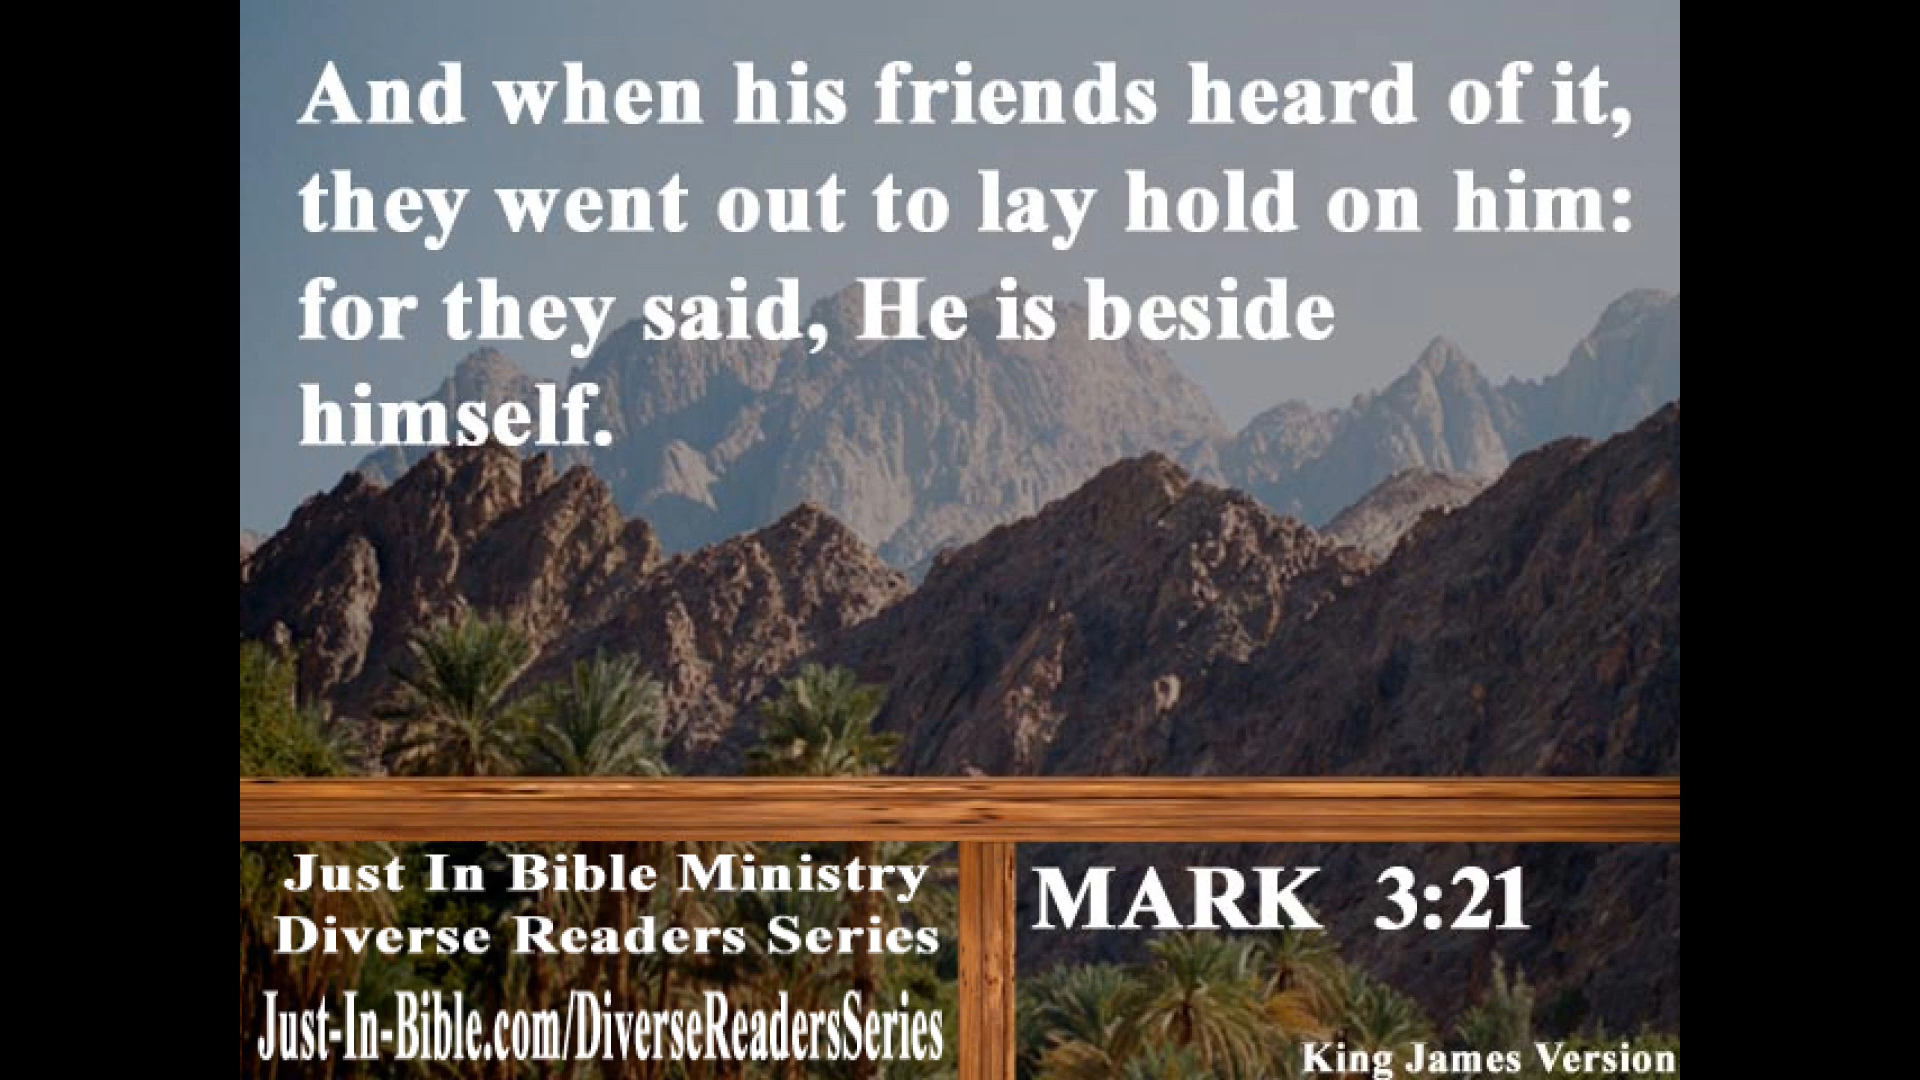 And when his friends heard of it,
they went out to lay hold on him:
for they said, He is beside
himself.
Just In Bible Ministry
Diverse Readers Series
Just-In-Bible.com/DiverseReadersSeries
MARK 3:21
King James Version